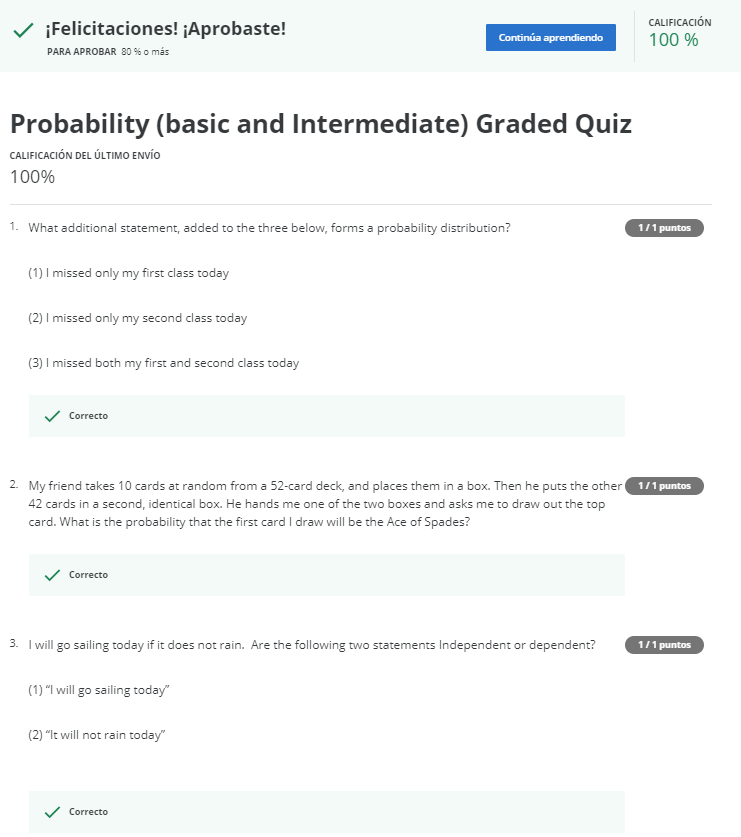 ¡Felicitaciones! ¡Aprobaste!
PARA APROBAR 80 % o más
Continúa aprendiendo
CALIFICACIÓN
100 %
Probability (basic and Intermediate) Graded Quiz
CALIFICACIÓN DEL ÚLTIMO ENVÍO
100%
1. What additional statement, added to the three below, forms a probability distribution?
1 / 1 puntos
(1) I missed only my first class today
(2) I missed only my second class today
(3) I missed both my first and second class today
Correcto
2. My friend takes 10 cards at random from a 52-card deck, and places them in a box. Then he puts the other
1 / 1 puntos
42 cards in a second, identical box. He hands me one of the two boxes and asks me to draw out the top
card. What is the probability that the first card I draw will be the Ace of Spades?
Correcto
3. I will go sailing today if it does not rain.  Are the following two statements Independent or dependent?
1 / 1 puntos
(1) “I will go sailing today”
(2) “It will not rain today”
Correcto